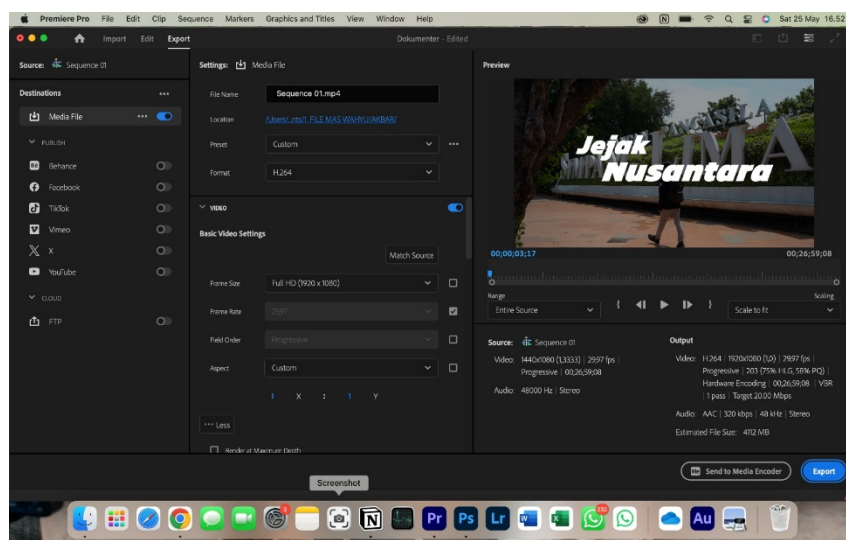 Premiere Pro File Edit Clip Sequence Markers Graphics and Titles View Window Help Sat 25 May 16.52
Import Edit Export Dokumenter - Edited
Source: Sequence 01
Destinations
Media File
PUBLISH
Behance
Facebook
TikTok
Vimeo
X
YouTube
CLOUD
FTP
Settings: Media File
File Name Sequence 01.mp4
Location /Users/..nts/1. FILE MAS WAHYU/AKBAR/
Preset Custom
Format H.264
VIDEO
Basic Video Settings
Match Source
Frame Size Full HD (1920 x 1080)
Frame Rate 29,97
Field Order Progressive
Aspect Custom
1 X : 1 Y
Less
Render at Maximum Depth
Preview
Jejak
Nusantara
00;00;03;17 00;26;59;08
Range Scaling
Entire Source Scale to fit
Source: Sequence 01
Video: 1440x1080 (1,3333) | 29,97 fps |
Progressive | 00;26;59;08
Audio: 48000 Hz | Stereo
Output
Video: H.264 | 1920x1080 (1,0) | 29,97 fps |
Progressive | 203 (75% HLG, 58% PQ) |
Hardware Encoding | 00;26;59;08 | VBR
| 1 pass | Target 20.00 Mbps
Audio: AAC | 320 kbps | 48 kHz | Stereo
Estimated File Size: 4112 MB
Send to Media Encoder Export
Screenshot
Pr Ps Lr Au